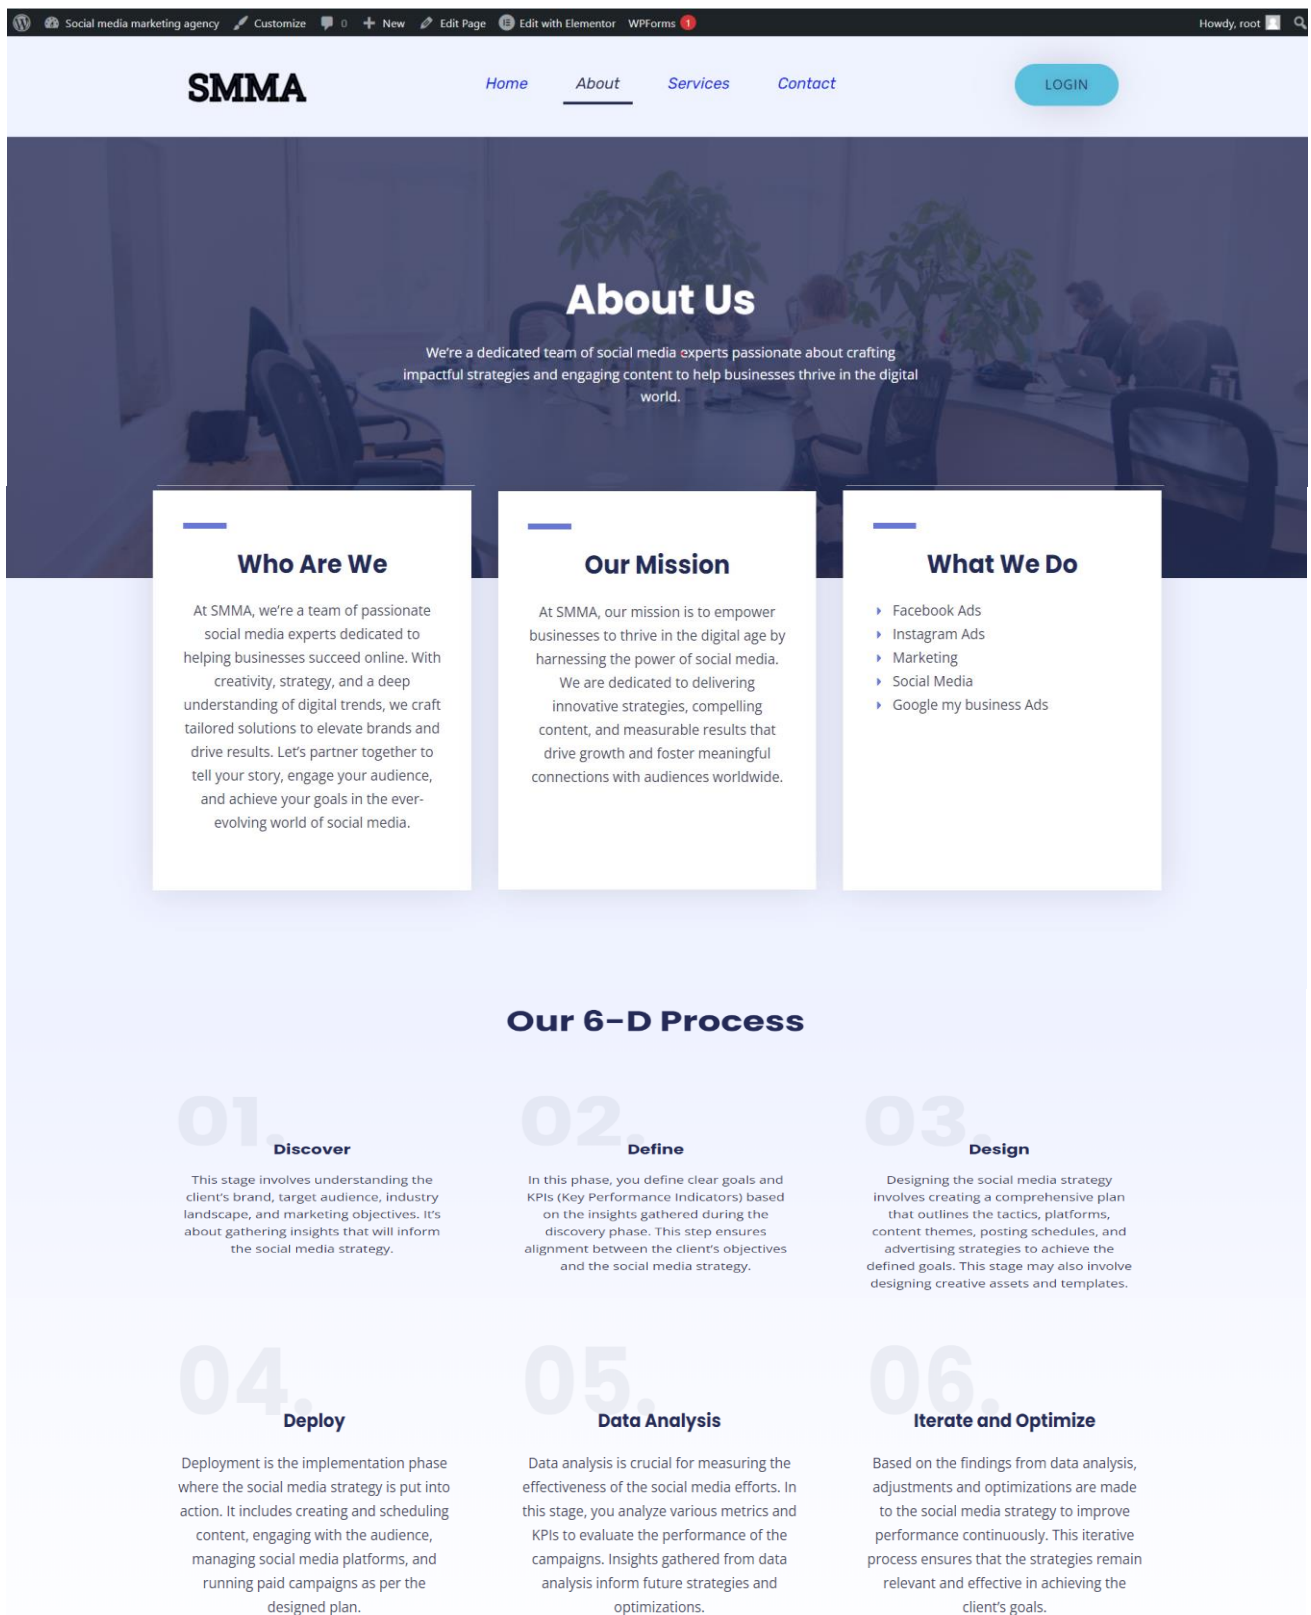 Social media marketing agency Customize 0 New Edit Page Edit with Elementor WPForms 1 Howdy, root
SMMA Home About Services Contact LOGIN
About Us
We're a dedicated team of social media experts passionate about crafting
impactful strategies and engaging content to help businesses thrive in the digital
world.
Who Are We
At SMMA, we're a team of passionate
social media experts dedicated to
helping businesses succeed online. With
creativity, strategy, and a deep
understanding of digital trends, we craft
tailored solutions to elevate brands and
drive results. Let's partner together to
tell your story, engage your audience,
and achieve your goals in the ever-
evolving world of social media.
Our Mission
At SMMA, our mission is to empower
businesses to thrive in the digital age by
harnessing the power of social media.
We are dedicated to delivering
innovative strategies, compelling
content, and measurable results that
drive growth and foster meaningful
connections with audiences worldwide.
What We Do
Facebook Ads
Instagram Ads
Marketing
Social Media
Google my business Ads
Our 6-D Process
01.
Discover
This stage involves understanding the
client's brand, target audience, industry
landscape, and marketing objectives. It's
about gathering insights that will inform
the social media strategy.
02.
Define
In this phase, you define clear goals and
KPIs (Key Performance Indicators) based
on the insights gathered during the
discovery phase. This step ensures
alignment between the client's objectives
and the social media strategy.
03.
Design
Designing the social media strategy
involves creating a comprehensive plan
that outlines the tactics, platforms,
content themes, posting schedules, and
advertising strategies to achieve the
defined goals. This stage may also involve
designing creative assets and templates.
04.
Deploy
Deployment is the implementation phase
where the social media strategy is put into
action. It includes creating and scheduling
content, engaging with the audience,
managing social media platforms, and
running paid campaigns as per the
designed plan.
05.
Data Analysis
Data analysis is crucial for measuring the
effectiveness of the social media efforts. In
this stage, you analyze various metrics and
KPIs to evaluate the performance of the
campaigns. Insights gathered from data
analysis inform future strategies and
optimizations.
06.
Iterate and Optimize
Based on the findings from data analysis,
adjustments and optimizations are made
to the social media strategy to improve
performance continuously. This iterative
process ensures that the strategies remain
relevant and effective in achieving the
client's goals.